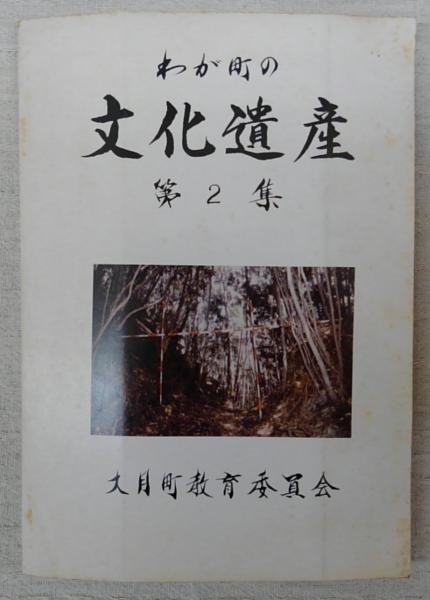 わが町の
文化遺産
第2集
大月町教育委員会